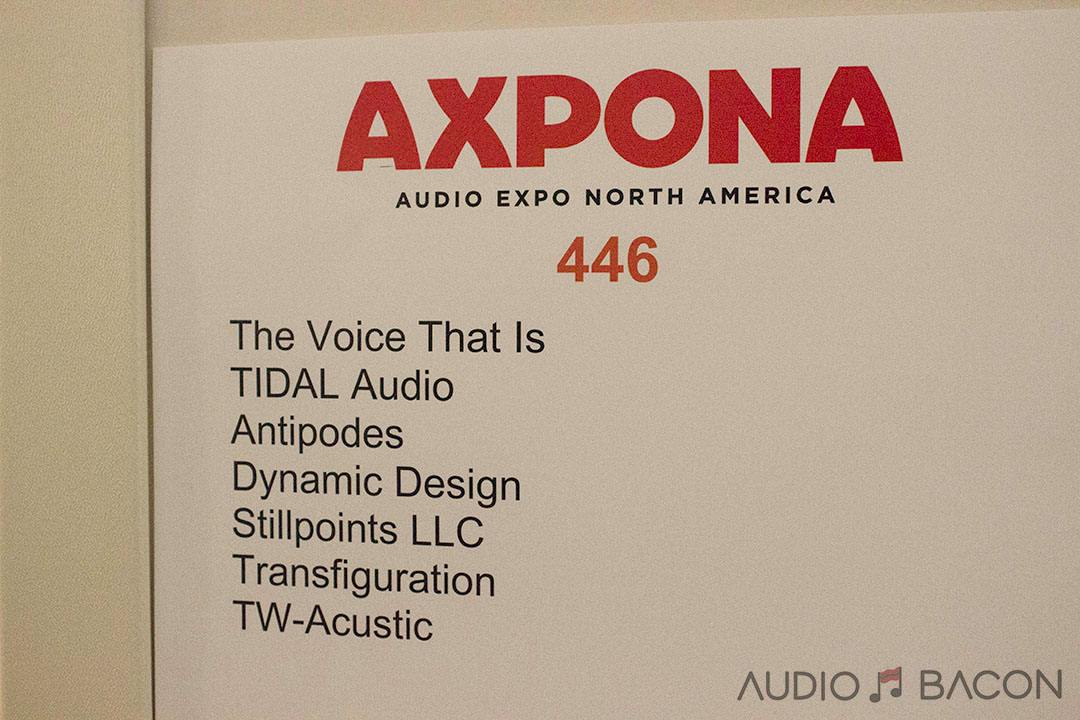 AXPONA
AUDIO EXPO NORTH AMERICA
446
The Voice That Is
TIDAL Audio
Antipodes
Dynamic Design
Stillpoints LLC
Transfiguration
TW-Acustic
AUDIO BACON